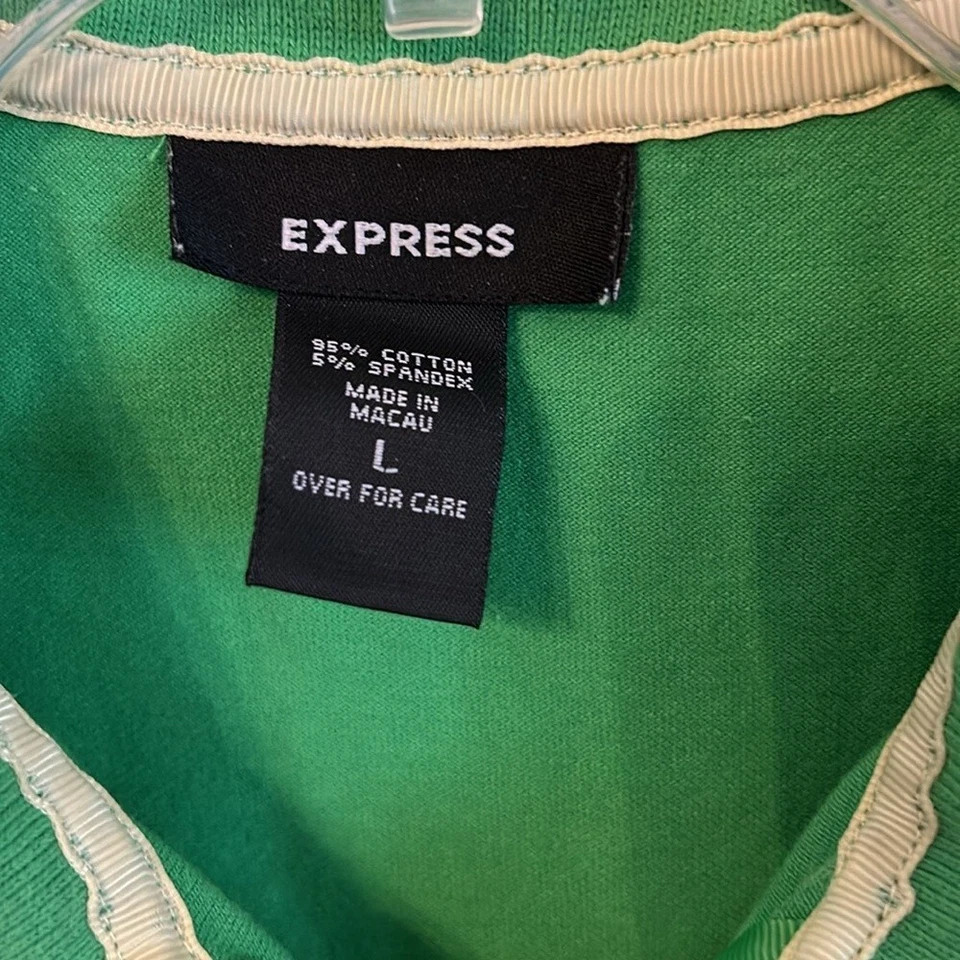 EXPRESS
95% COTTON
5% SPANDEX
MADE IN
MACAU
L
OVER FOR CARE